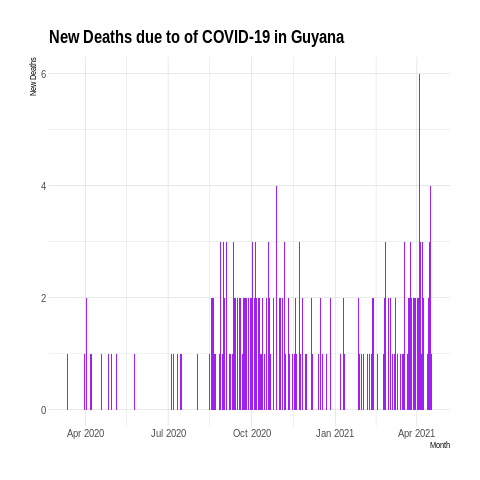 New Deaths due to of COVID-19 in Guyana
New Deaths
6
4
2
0
Apr 2020 Jul 2020 Oct 2020 Jan 2021 Apr 2021
Month